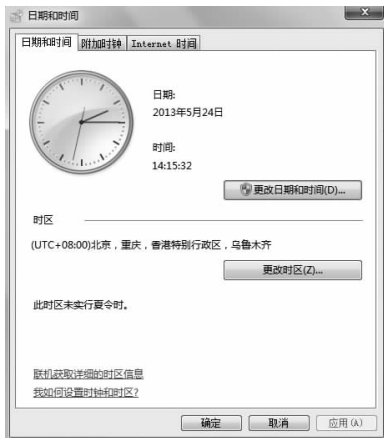 日期和时间
日期和时间 附加时钟 Internet 时间
日期:
2013年5月24日
时间:
14:15:32
更改日期和时间(D)...
时区
(UTC+08:00)北京，重庆，香港特别行政区，乌鲁木齐
更改时区(Z)...
此时区未实行夏令时。
联机获取详细的时区信息
我如何设置时钟和时区?
确定 取消 应用(A)